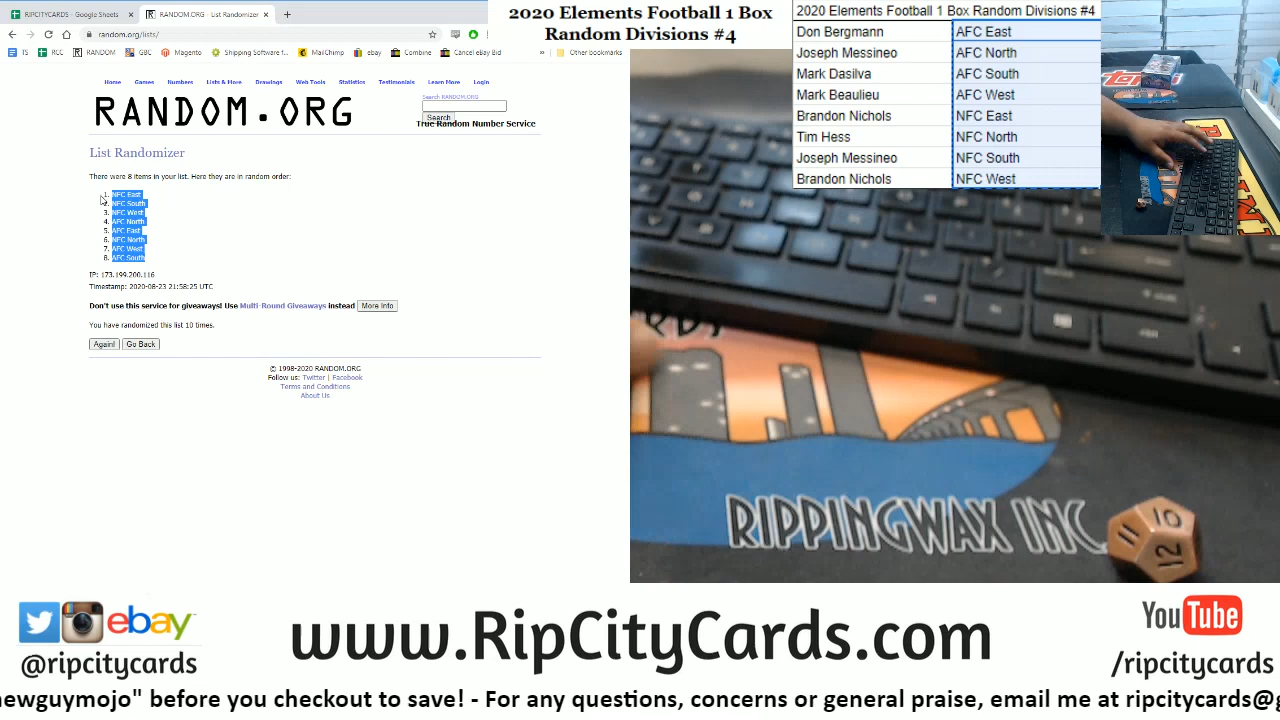 RIPCITYCARDS - Google Sheets
RANDOM.ORG - List Randomizer
random.org/lists/
TS
RCC
RANDOM
GBC
Magento
Shipping Software f...
MailChimp
ebay
Combine
Cancel eBay Bid
Other bookmarks
Home
Games
Numbers
Lists & More
Drawings
Web Tools
Statistics
Testimonials
Learn More
Login
RANDOM.ORG
Search RANDOM.ORG
Search
True Random Number Service
List Randomizer
There were 8 items in your list. Here they are in random order:
1. NFC East
2. NFC South
3. NFC West
4. AFC North
5. AFC East
6. NFC North
7. AFC West
8. AFC South
IP: 173.199.200.116
Timestamp: 2020-08-23 21:58:25 UTC
Don't use this service for giveaways! Use Multi-Round Giveaways instead More Info
You have randomized this list 10 times.
Again! Go Back
© 1998-2020 RANDOM.ORG
Follow us: Twitter | Facebook
Terms and Conditions
About Us
2020 Elements Football 1 Box
Random Divisions #4
2020 Elements Football 1 Box Random Divisions #4
Don Bergmann AFC East
Joseph Messineo AFC North
Mark Dasilva AFC South
Mark Beaulieu AFC West
Brandon Nichols NFC East
Tim Hess NFC North
Joseph Messineo NFC South
Brandon Nichols NFC West
RIPPINGWAX INC.
11 10
12
ebay
@ripcitycards
www.RipCityCards.com
YouTube
/ripcitycards
newguymojo" before you checkout to save! - For any questions, concerns or general praise, email me at ripcitycards@g